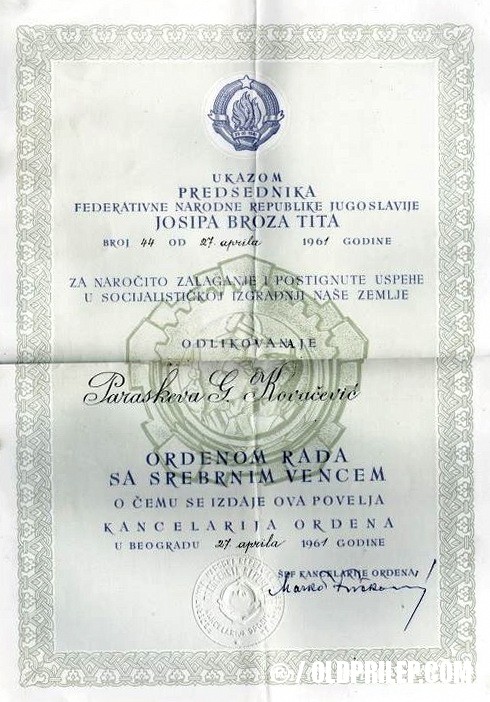 UKAZOM
PREDSEDNIKA
FEDERATIVNE NARODNE REPUBLIKE JUGOSLAVIJE
JOSIPA BROZA TITA
BROJ 44 OD 27 aprila 1961 GODINE
ZA NAROČITO ZALAGANJE I POSTIGNUTE USPEHE
U SOCIJALISTIČKOJ IZGRADNJI NAŠE ZEMLJE
ODLIKOVAN JE
Paraskeva G. Kovačević
ORDENOM RADA
SA SREBRNIM VENCEM
O ČEMU SE IZDAJE OVA POVELJA
KANCELARIJA ORDENA
U BEOGRADU 27 aprila 1961 GODINE
ŠEF KANCELARIJE ORDENA
Marko
© / OLDPRILEP.COM